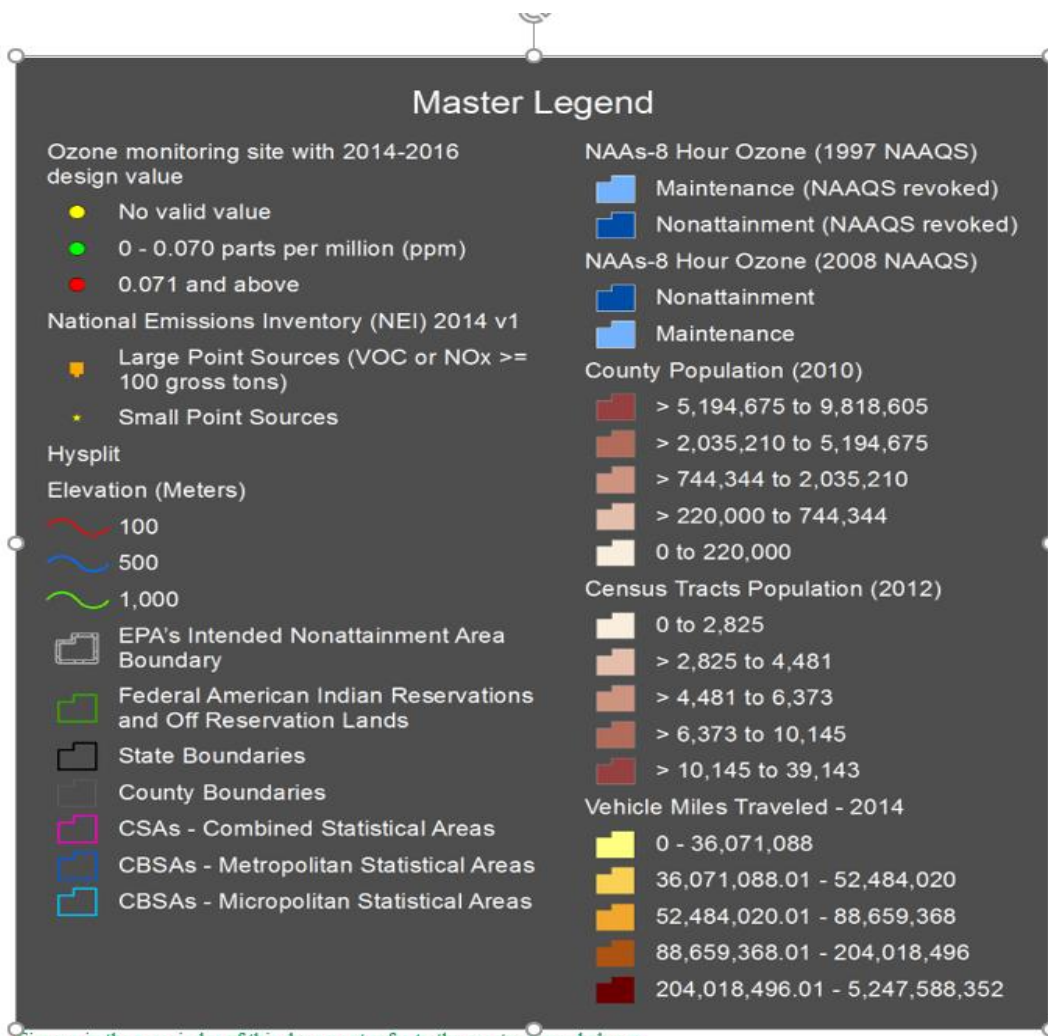 Master Legend
Ozone monitoring site with 2014-2016
design value
No valid value
0 - 0.070 parts per million (ppm)
0.071 and above
National Emissions Inventory (NEI) 2014 v1
Large Point Sources (VOC or NOx >=
100 gross tons)
Small Point Sources
Hysplit
Elevation (Meters)
100
500
1,000
EPA's Intended Nonattainment Area
Boundary
Federal American Indian Reservations
and Off Reservation Lands
State Boundaries
County Boundaries
CSAs - Combined Statistical Areas
CBSAs - Metropolitan Statistical Areas
CBSAs - Micropolitan Statistical Areas
NAAs-8 Hour Ozone (1997 NAAQS)
Maintenance (NAAQS revoked)
Nonattainment (NAAQS revoked)
NAAs-8 Hour Ozone (2008 NAAQS)
Nonattainment
Maintenance
County Population (2010)
> 5,194,675 to 9,818,605
> 2,035,210 to 5,194,675
> 744,344 to 2,035,210
> 220,000 to 744,344
0 to 220,000
Census Tracts Population (2012)
0 to 2,825
> 2,825 to 4,481
> 4,481 to 6,373
> 6,373 to 10,145
> 10,145 to 39,143
Vehicle Miles Traveled - 2014
0 - 36,071,088
36,071,088.01 - 52,484,020
52,484,020.01 - 88,659,368
88,659,368.01 - 204,018,496
204,018,496.01 - 5,247,588,352